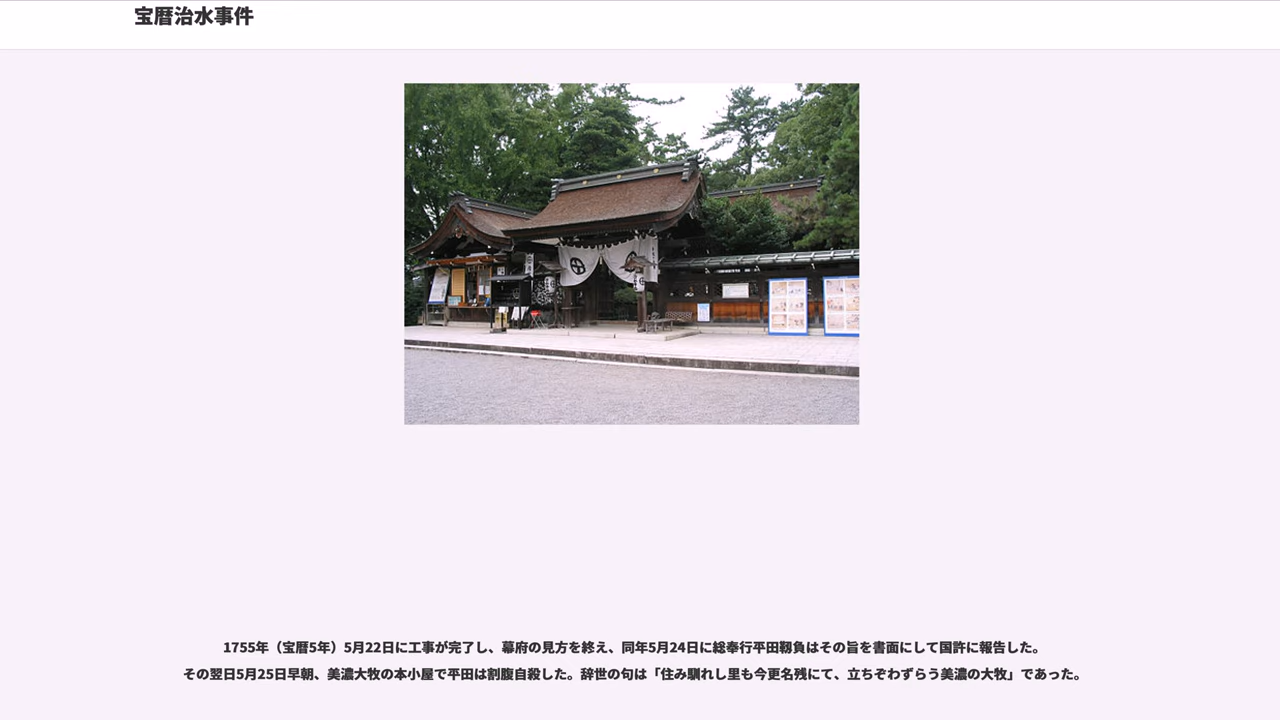 宝暦治水事件
1755年（宝暦5年）5月22日に工事が完了し、幕府の見方を終え、同年5月24日に総奉行平田靱負はその旨を書面にして国許に報告した。
その翌日5月25日早朝、美濃大牧の本小屋で平田は割腹自殺した。辞世の句は「住み馴れし里も今更名残にて、立ちぞわずらう美濃の大牧」であった。